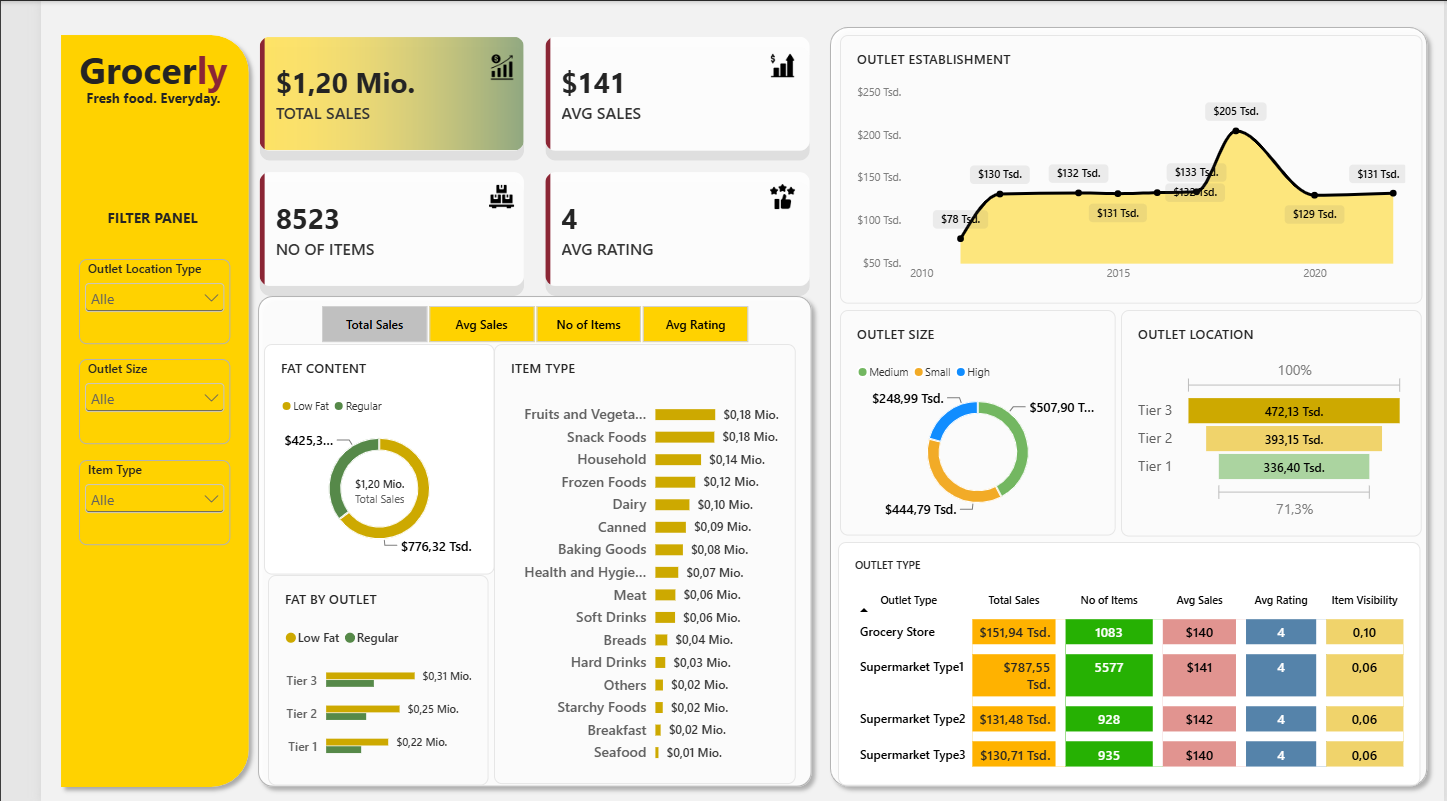 Grocerly
Fresh food. Everyday.
FILTER PANEL
Outlet Location Type
Alle
Outlet Size
Alle
Item Type
Alle
$1,20 Mio.
TOTAL SALES
$141
AVG SALES
8523
NO OF ITEMS
4
AVG RATING
Total Sales
Avg Sales
No of Items
Avg Rating
FAT CONTENT
Low Fat Regular
$425,3...
$1,20 Mio.
Total Sales
$776,32 Tsd.
FAT BY OUTLET
Low Fat Regular
Tier 3 $0,31 Mio.
Tier 2 $0,25 Mio.
Tier 1 $0,22 Mio.
ITEM TYPE
Fruits and Vegeta... $0,18 Mio.
Snack Foods $0,18 Mio.
Household $0,14 Mio.
Frozen Foods $0,12 Mio.
Dairy $0,10 Mio.
Canned $0,09 Mio.
Baking Goods $0,08 Mio.
Health and Hygie... $0,07 Mio.
Meat $0,06 Mio.
Soft Drinks $0,06 Mio.
Breads $0,04 Mio.
Hard Drinks $0,03 Mio.
Others $0,02 Mio.
Starchy Foods $0,02 Mio.
Breakfast $0,02 Mio.
Seafood $0,01 Mio.
OUTLET ESTABLISHMENT
$250 Tsd.
$200 Tsd.
$150 Tsd.
$100 Tsd.
$50 Tsd.
$78 Tsd.
$130 Tsd.
$132 Tsd.
$131 Tsd.
$133 Tsd.
$132 Tsd.
$205 Tsd.
$129 Tsd.
$131 Tsd.
2010 2015 2020
OUTLET SIZE
Medium Small High
$248,99 Tsd.
$507,90 T...
$444,79 Tsd.
OUTLET LOCATION
100%
Tier 3 472,13 Tsd.
Tier 2 393,15 Tsd.
Tier 1 336,40 Tsd.
71,3%
OUTLET TYPE
Outlet Type Total Sales No of Items Avg Sales Avg Rating Item Visibility
Grocery Store $151,94 Tsd. 1083 $140 4 0,10
Supermarket Type1 $787,55 5577 $141 4 0,06
Tsd.
Supermarket Type2 $131,48 Tsd. 928 $142 4 0,06
Supermarket Type3 $130,71 Tsd. 935 $140 4 0,06